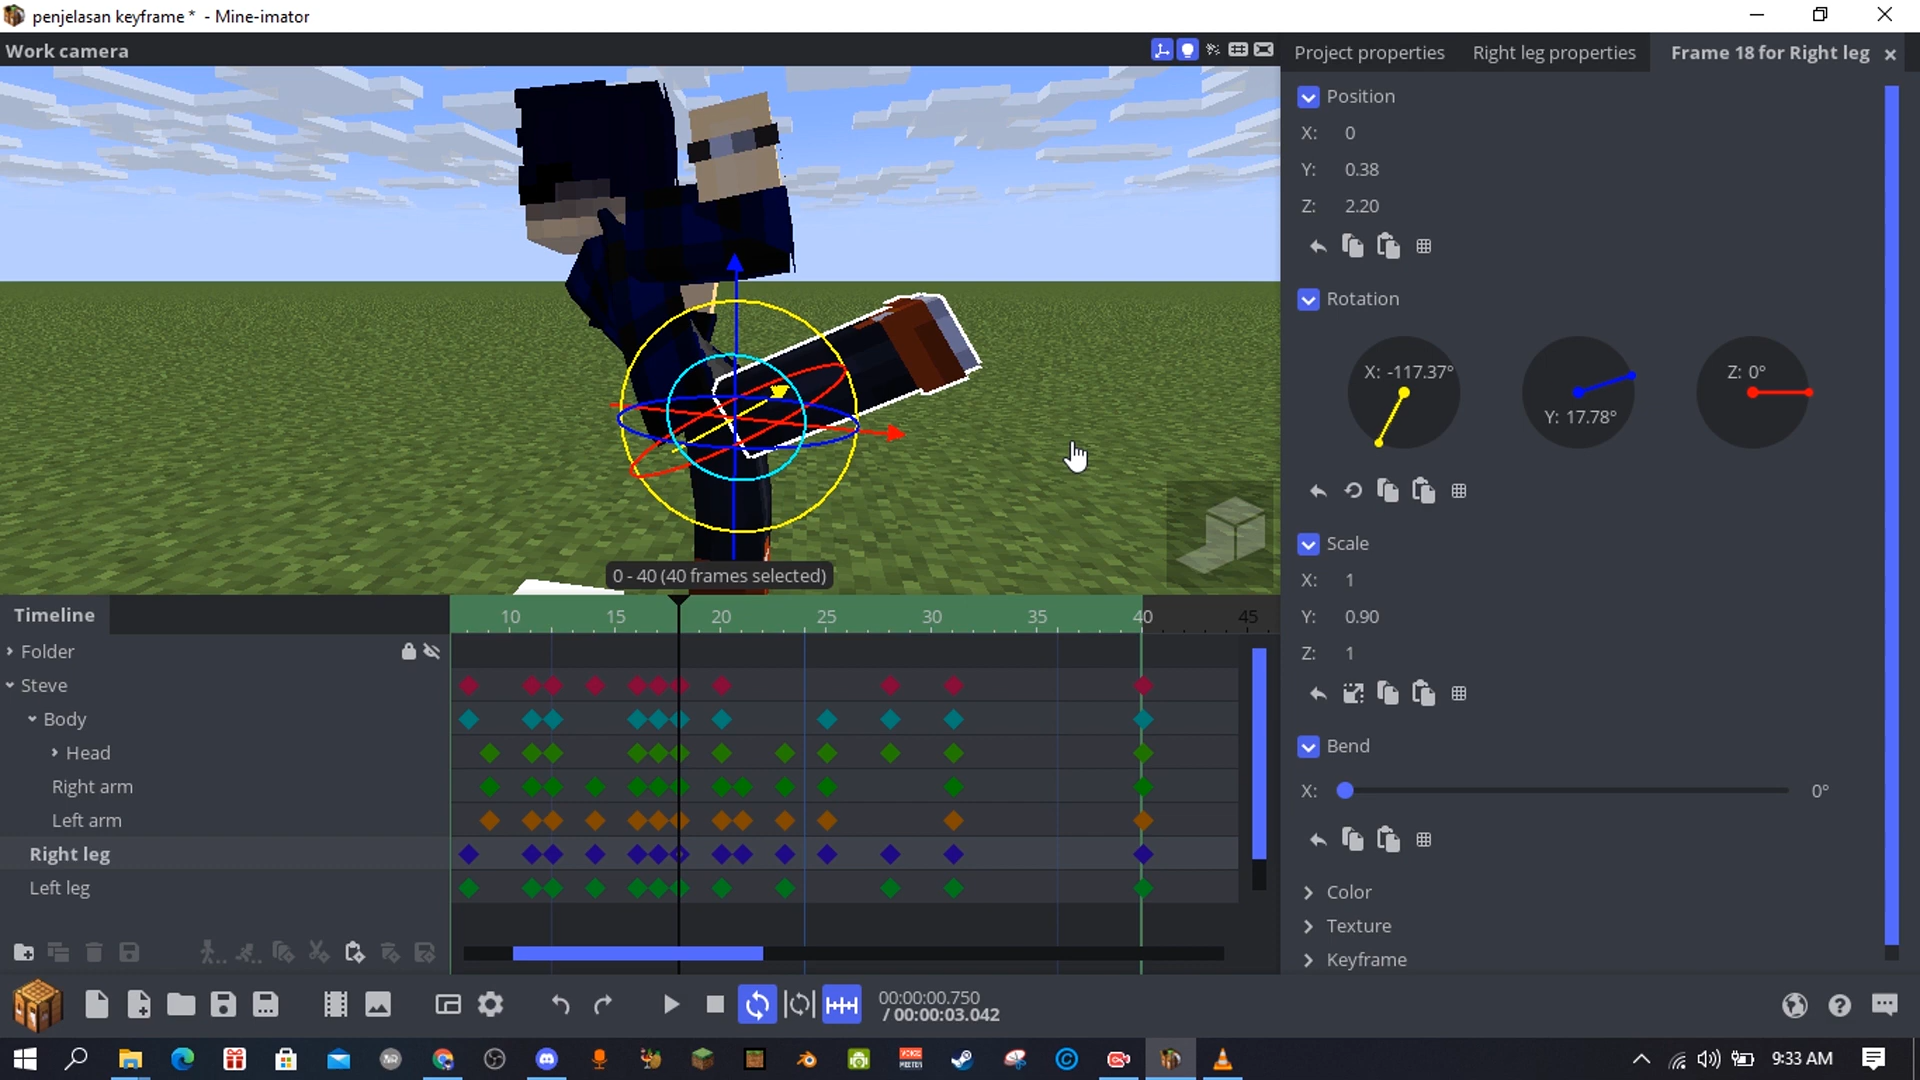 penjelasan keyframe * - Mine-imator
Work camera
Project properties
Right leg properties
Frame 18 for Right leg
Position
X: 0
Y: 0.38
Z: 2.20
Rotation
X: -117.37°
Y: 17.78°
Z: 0°
Scale
X: 1
Y: 0.90
Z: 1
Bend
X: 0°
Color
Texture
Keyframe
0 - 40 (40 frames selected)
Timeline
10 15 20 25 30 35 40 45
Folder
Steve
Body
Head
Right arm
Left arm
Right leg
Left leg
00:00:00.750
/ 00:00:03.042
9:33 AM